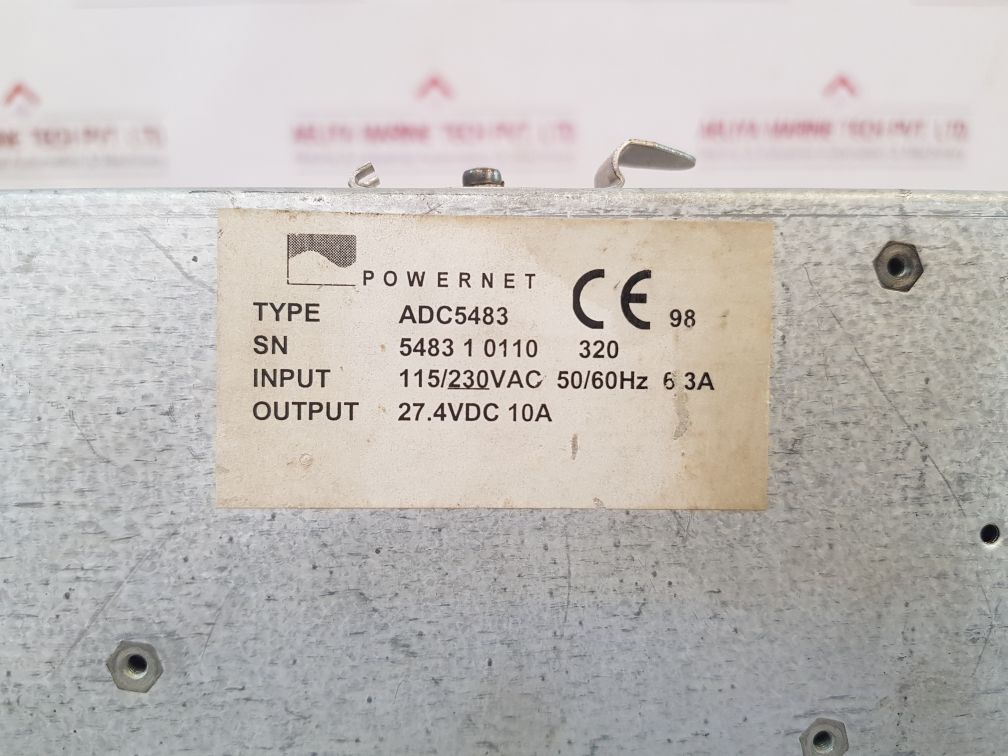 POWERNET
CE 98
TYPE ADC5483
SN 5483 1 0110 320
INPUT 115/230VAC 50/60Hz 6 3A
OUTPUT 27.4VDC 10A